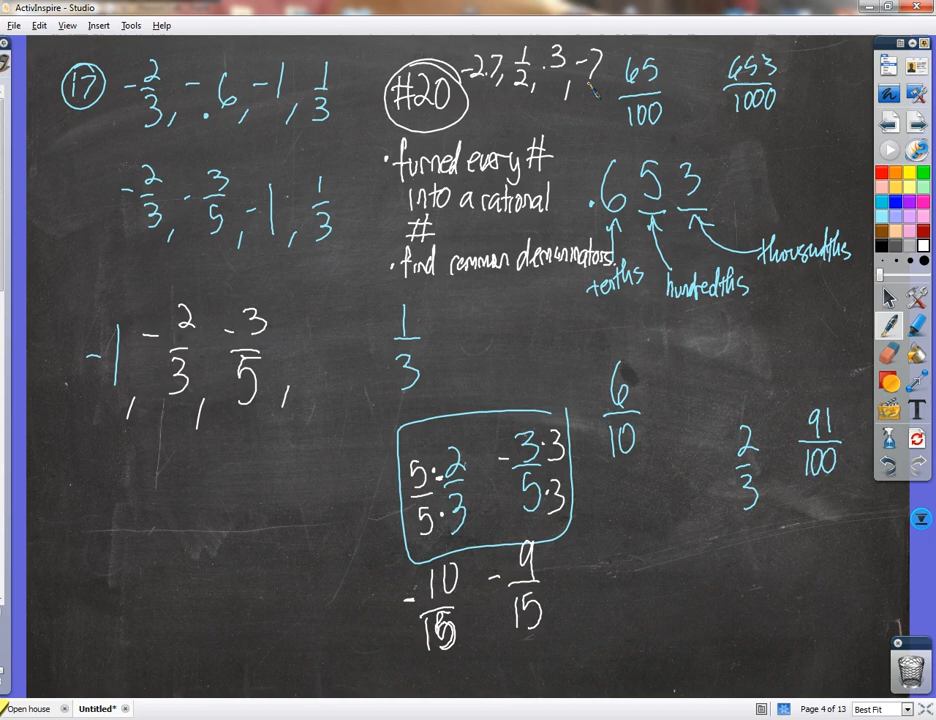 ActivInspire - Studio
File Edit View Insert Tools
17 -2/3, -.6, -1, 1/3
-2/3, -3/5, -1, 1/3
-1, -2/3, -3/5,
1/3
#20 -2.7, 1/2, .3, -7
• turned every #
into a rational
#
• find common denominators.
65/100 653/1000
.653
tenths hundredths thousandths
6/10
2/3 91/100
5/5 · -2/3 -3·3/5·3
5·3
-10/15 -9/15
T
Open house Untitled* Page 4 of 13 Best Fit